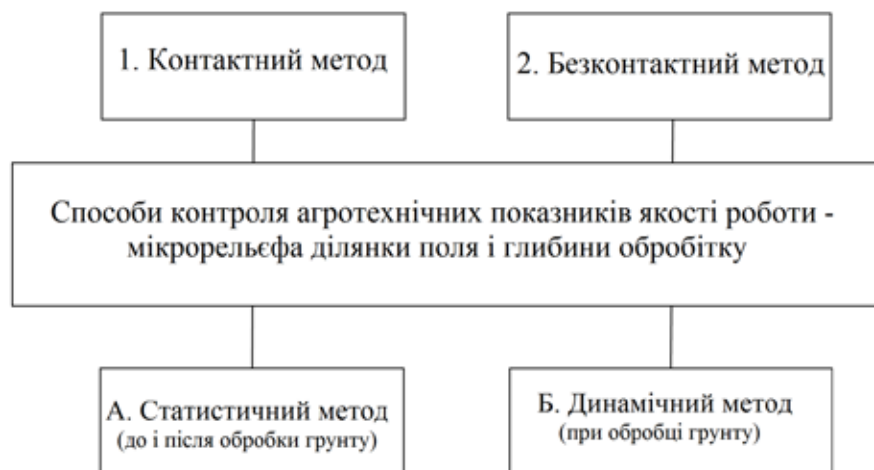 1. Контактний метод
2. Безконтактний метод
Способи контроля агротехнічних показників якості роботи -
мікрорельєфа ділянки поля і глибини обробітку
А. Статистичний метод
(до і після обробки грунту)
Б. Динамічний метод
(при обробці грунту)